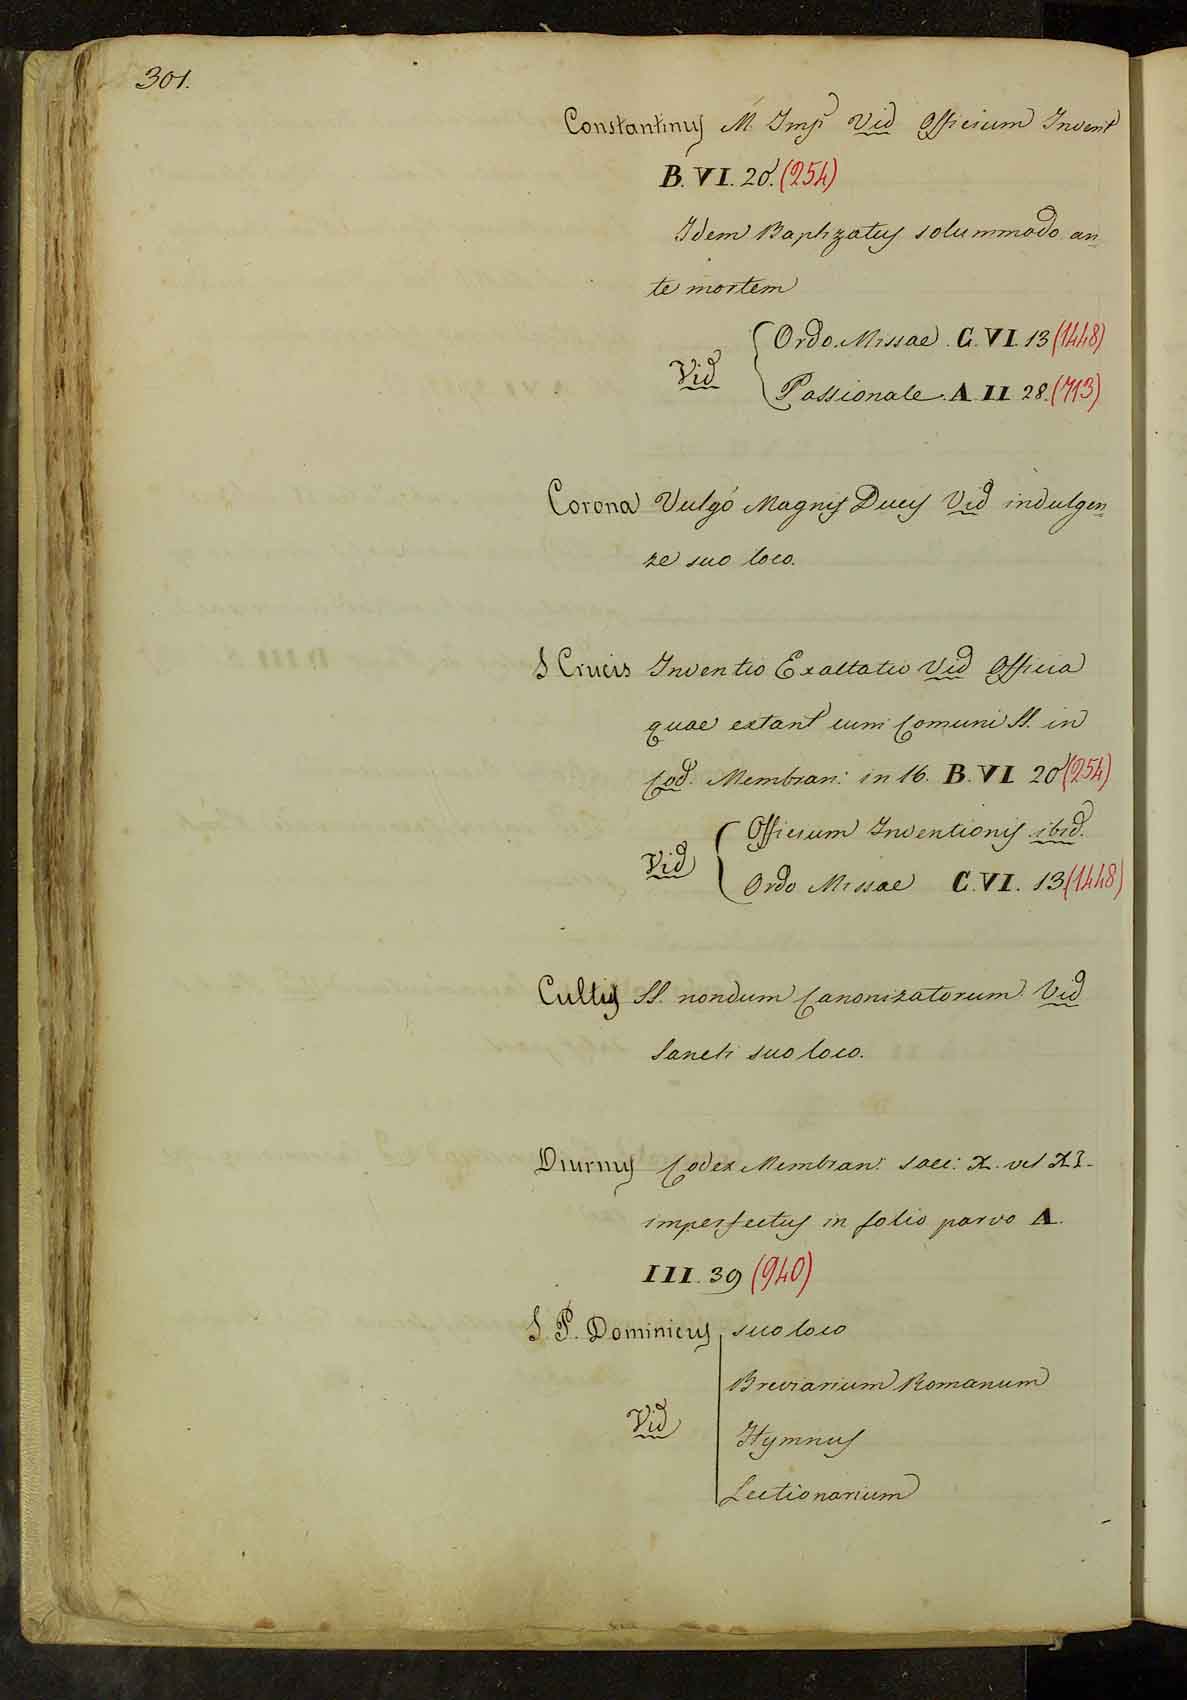 301.
Constantinus M. Imp. Vid Officium Invent
B. VI. 20. (254)
Idem Baptizatus solummodo an
te mortem
Vid { Ordo Missae. C. VI. 13 (1448)
Passionale. A II 28. (713)
Corona Vulgó Magnis Ducis Vid indulgen
ze suo loco.
S Crucis Inventio Exaltatio Vid Officia
quae extant cum Comuni SS. in
Cod. Membran: in 16. B. VI 20 (254)
Vid { Officium Inventionis ibid.
Ordo Missae C. VI. 13 (1448)
Cultus SS. nondum Canonizatorum Vid
Sancti suo loco.
Diurnus Codex Membran: saec: X. vel XI.
imperfectus in folio parvo A.
III. 39 (940)
S. P. Dominicus suo loco
Breviarium Romanum
Vid Hymnus
Lectionarium